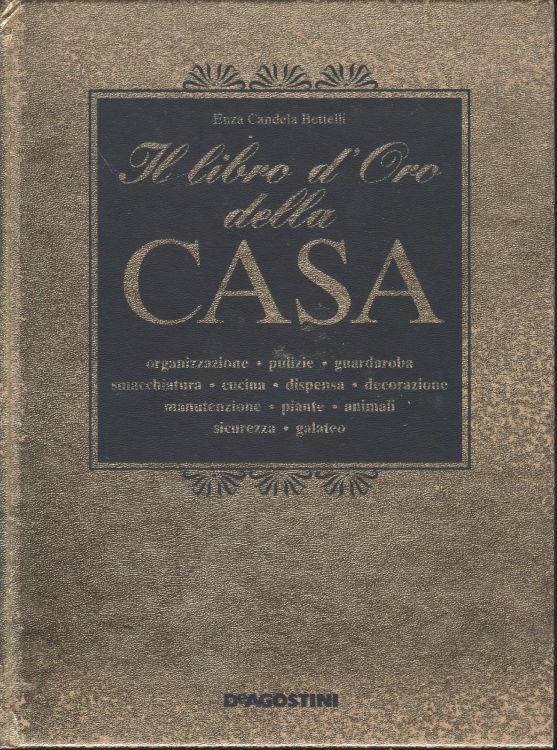 Enza Candela Bettelli
Il libro d'Oro
della
CASA
organizzazione • pulizie • guardaroba
smacchiatura • cucina • dispensa • decorazione
manutenzione • piante • animali
sicurezza • galateo
DeAGOSTINI